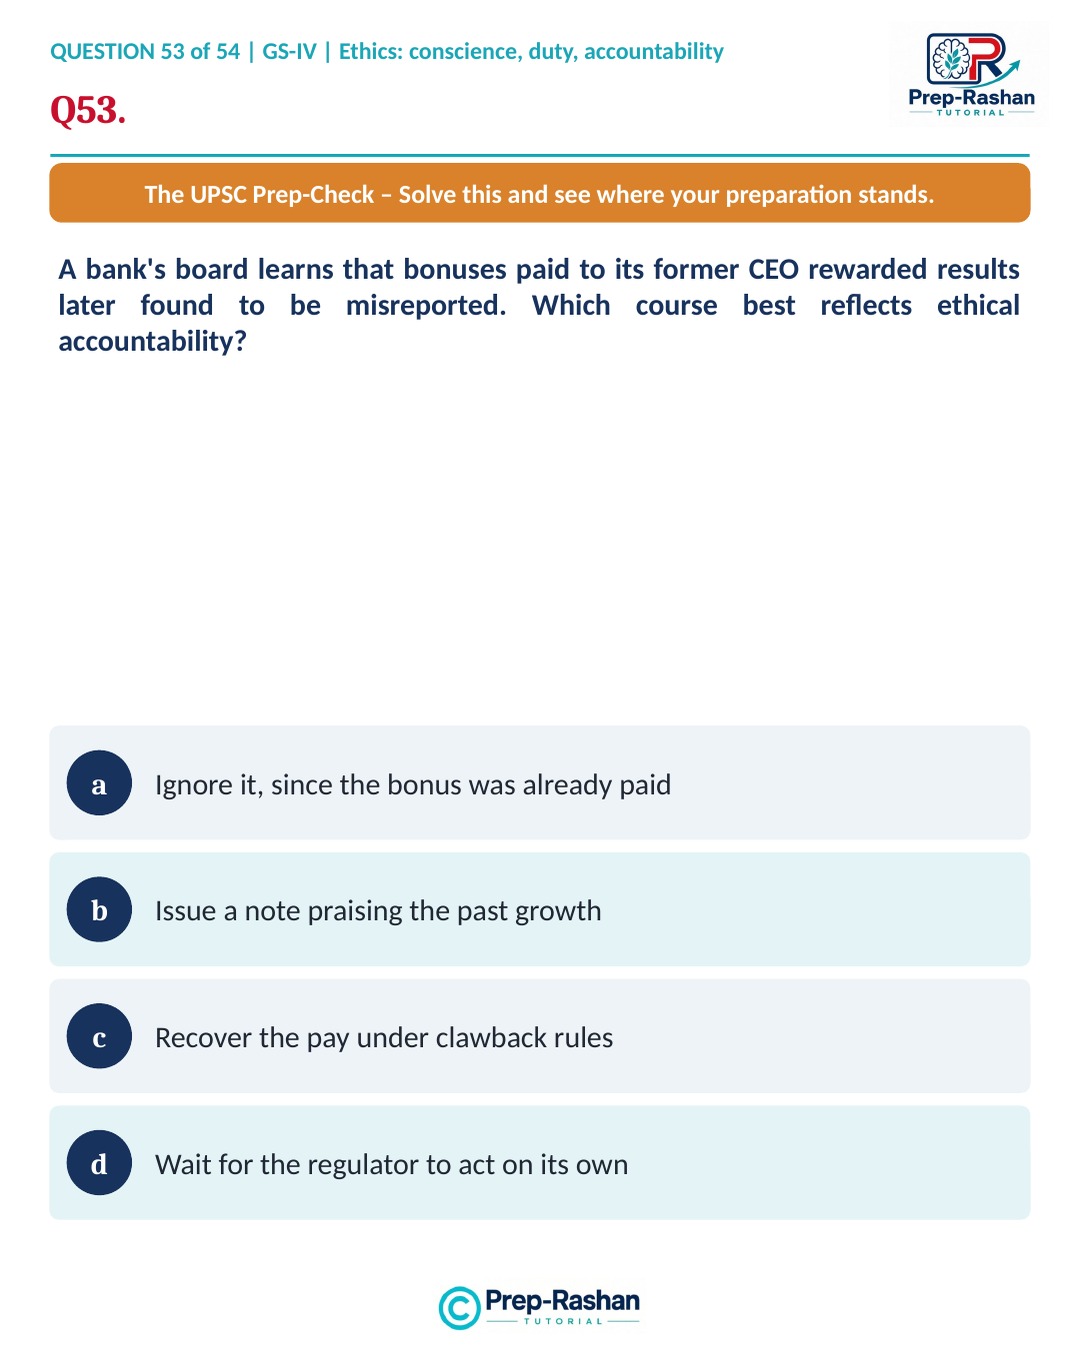 QUESTION 53 of 54 | GS-IV | Ethics: conscience, duty, accountability
Q53.
R
Prep-Rashan
TUTORIAL
The UPSC Prep-Check – Solve this and see where your preparation stands.
A bank's board learns that bonuses paid to its former CEO rewarded results
later found to be misreported. Which course best reflects ethical
accountability?
a Ignore it, since the bonus was already paid
b Issue a note praising the past growth
c Recover the pay under clawback rules
d Wait for the regulator to act on its own
© Prep-Rashan
TUTORIAL